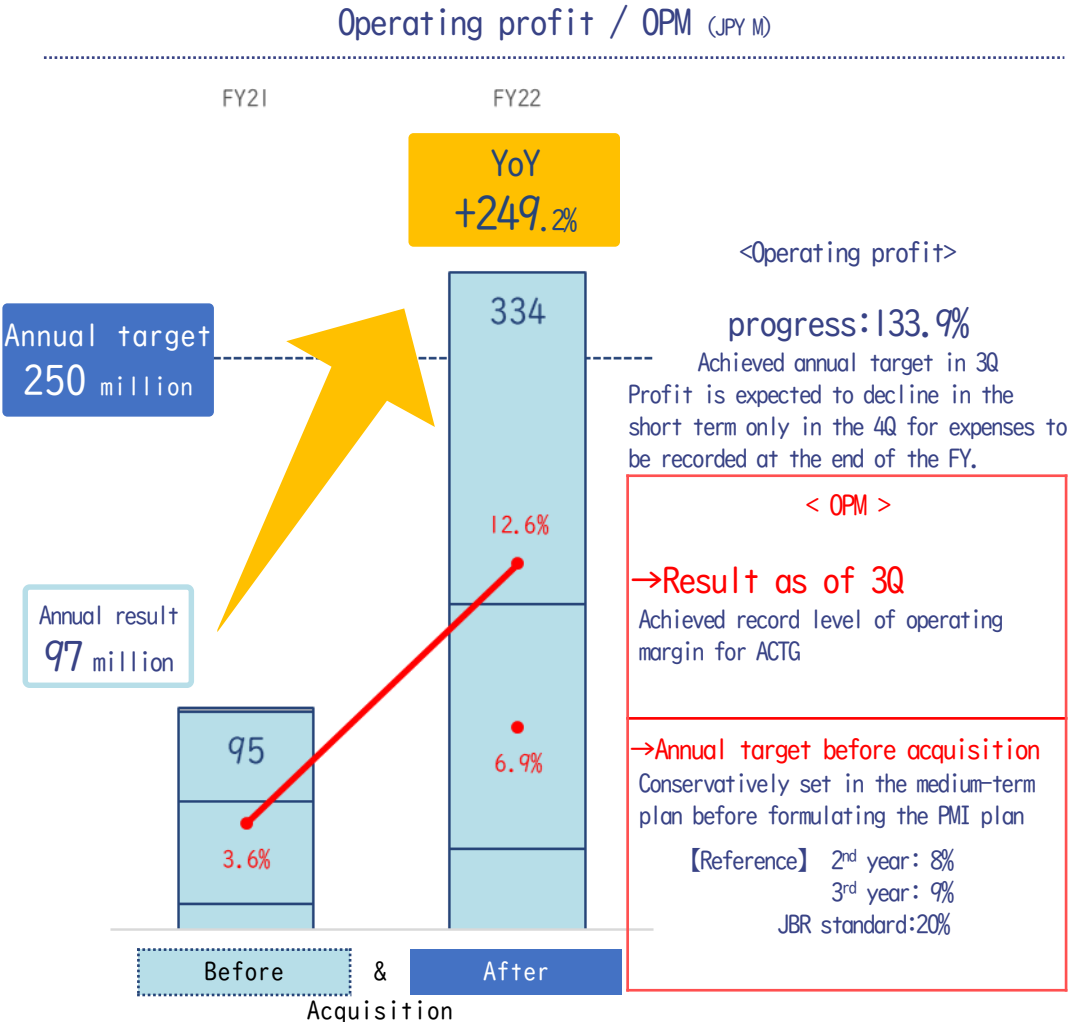 Operating profit / OPM (JPY M)
FY21
FY22
YoY
+249.2%
Annual target
250 million
334
12.6%
6.9%
Annual result
97 million
95
3.6%
Before & After
Acquisition
<Operating profit>
progress:133.9%
Achieved annual target in 3Q
Profit is expected to decline in the
short term only in the 4Q for expenses to
be recorded at the end of the FY.
< OPM >
→Result as of 3Q
Achieved record level of operating
margin for ACTG
→Annual target before acquisition
Conservatively set in the medium-term
plan before formulating the PMI plan
【Reference】 2nd year: 8%
3rd year: 9%
JBR standard:20%